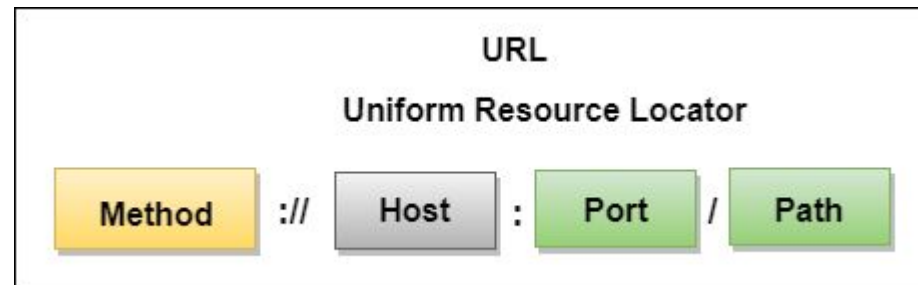 URL
Uniform Resource Locator
Method :// Host : Port / Path